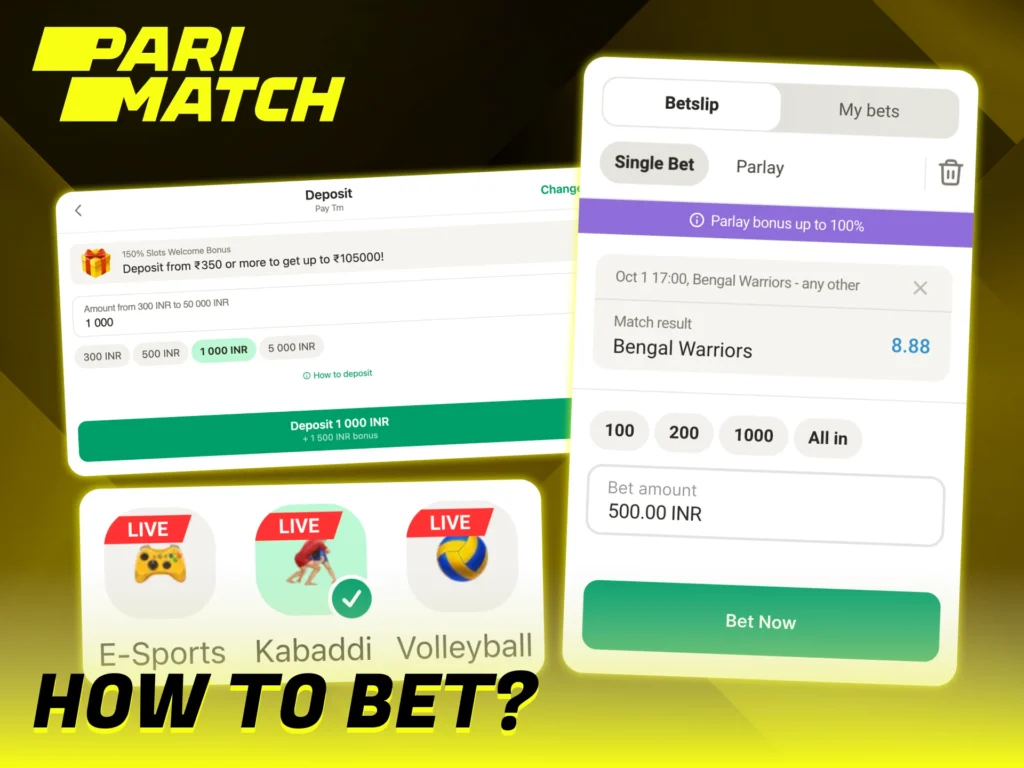 PARI
MATCH
Deposit
Pay Tm
Change
150% Slots Welcome Bonus
Deposit from ₹350 or more to get up to ₹105000!
Amount from 300 INR to 50 000 INR
1 000
300 INR
500 INR
1 000 INR
5 000 INR
How to deposit
Deposit 1 000 INR
+ 1 500 INR bonus
LIVE
LIVE
LIVE
E-Sports
Kabaddi
Volleyball
HOW TO BET?
Betslip
My bets
Single Bet
Parlay
Parlay bonus up to 100%
Oct 1 17:00, Bengal Warriors - any other
Match result
Bengal Warriors
8.88
100
200
1000
All in
Bet amount
500.00 INR
Bet Now